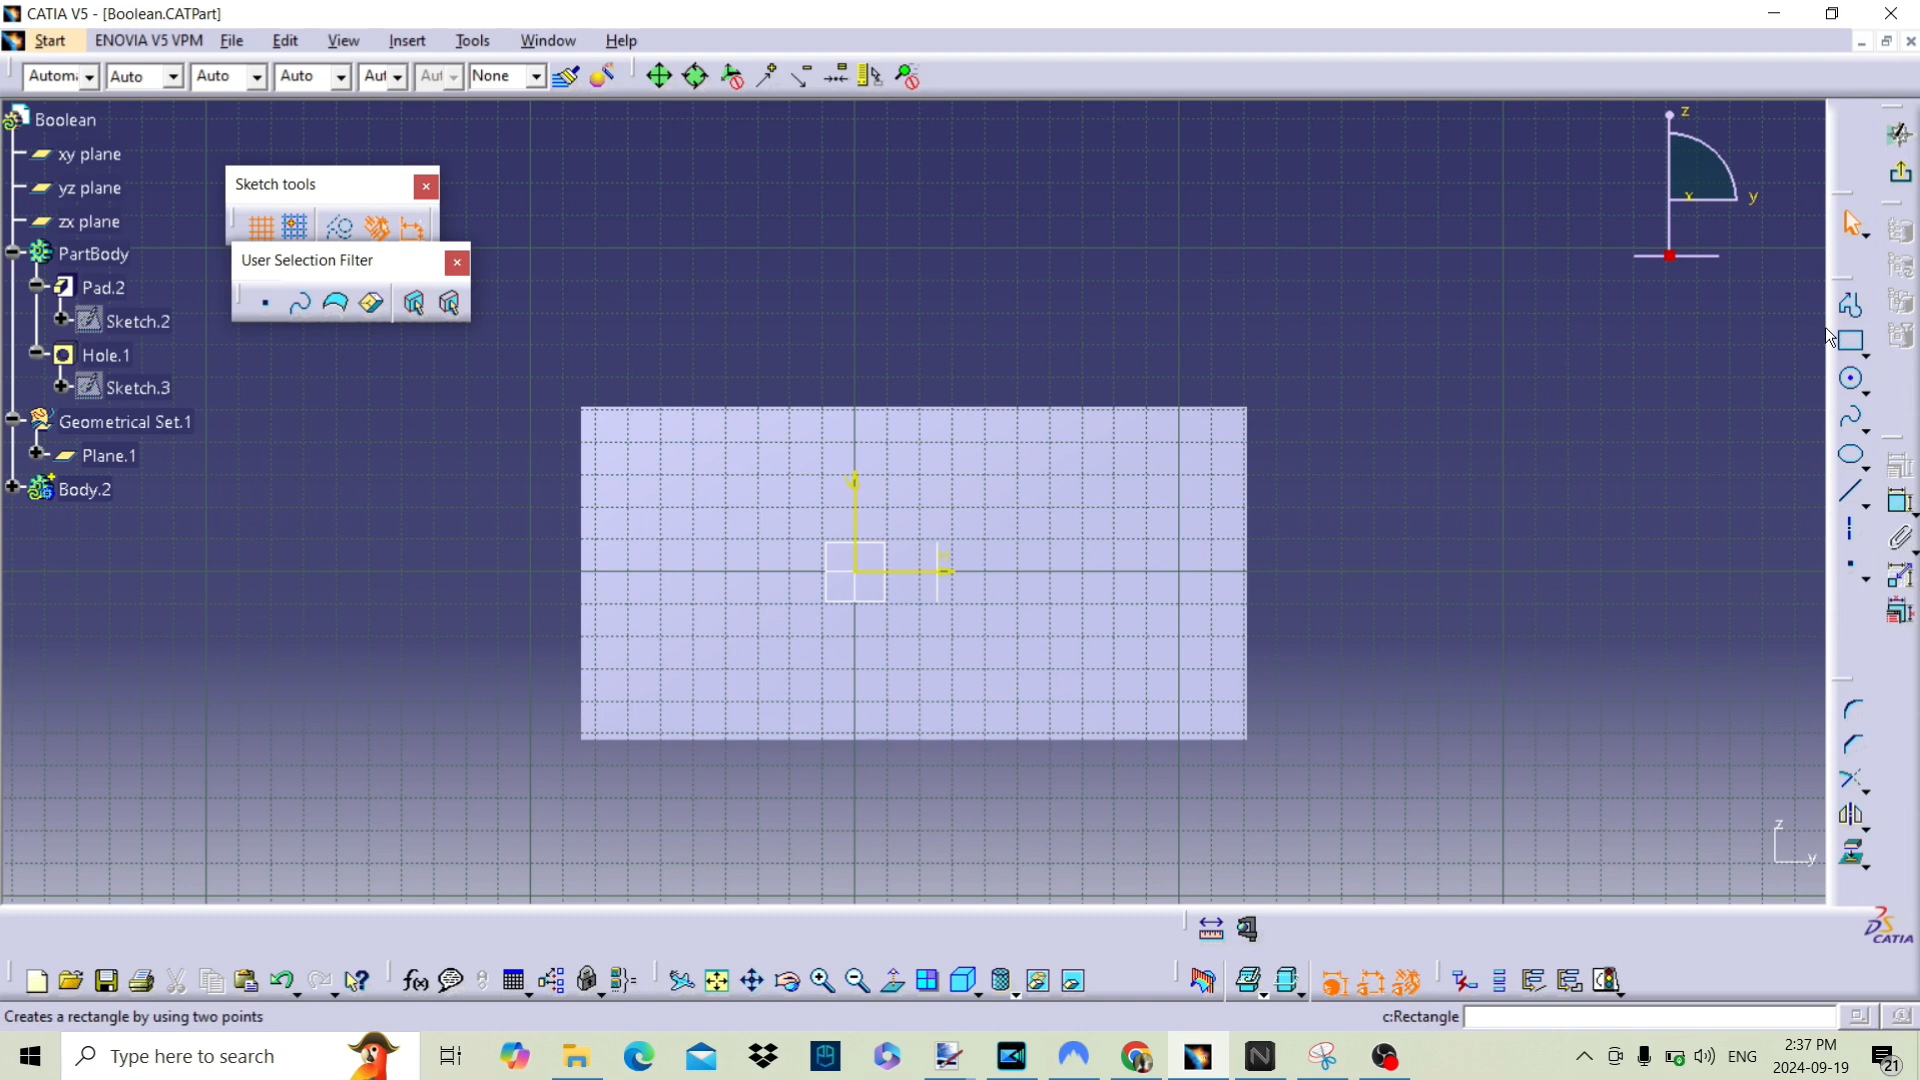 CATIA V5 - [Boolean.CATPart]
Start ENOVIA V5 VPM File Edit View Insert Tools Window Help
Autom Auto Auto Auto Aut Aut None
Boolean
xy plane
yz plane
zx plane
PartBody
Pad.2
Sketch.2
Hole.1
Sketch.3
Geometrical Set.1
Plane.1
Body.2
Sketch tools
User Selection Filter
z
x y
z
y
CATIA
Creates a rectangle by using two points c:Rectangle
Type here to search
ENG
2:37 PM
2024-09-19
21